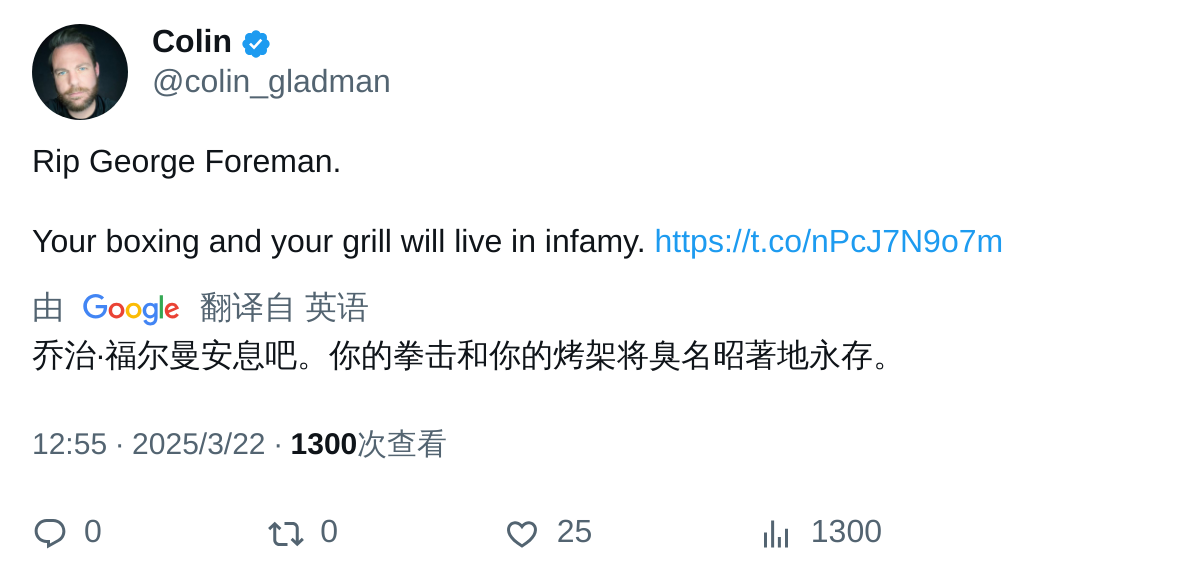 Colin
@colin_gladman
Rip George Foreman.
Your boxing and your grill will live in infamy. https://t.co/nPcJ7N9o7m
由 Google 翻译自 英语
乔治·福尔曼安息吧。你的拳击和你的烤架将臭名昭著地永存。
12:55 · 2025/3/22 · 1300次查看
0 0 25 1300